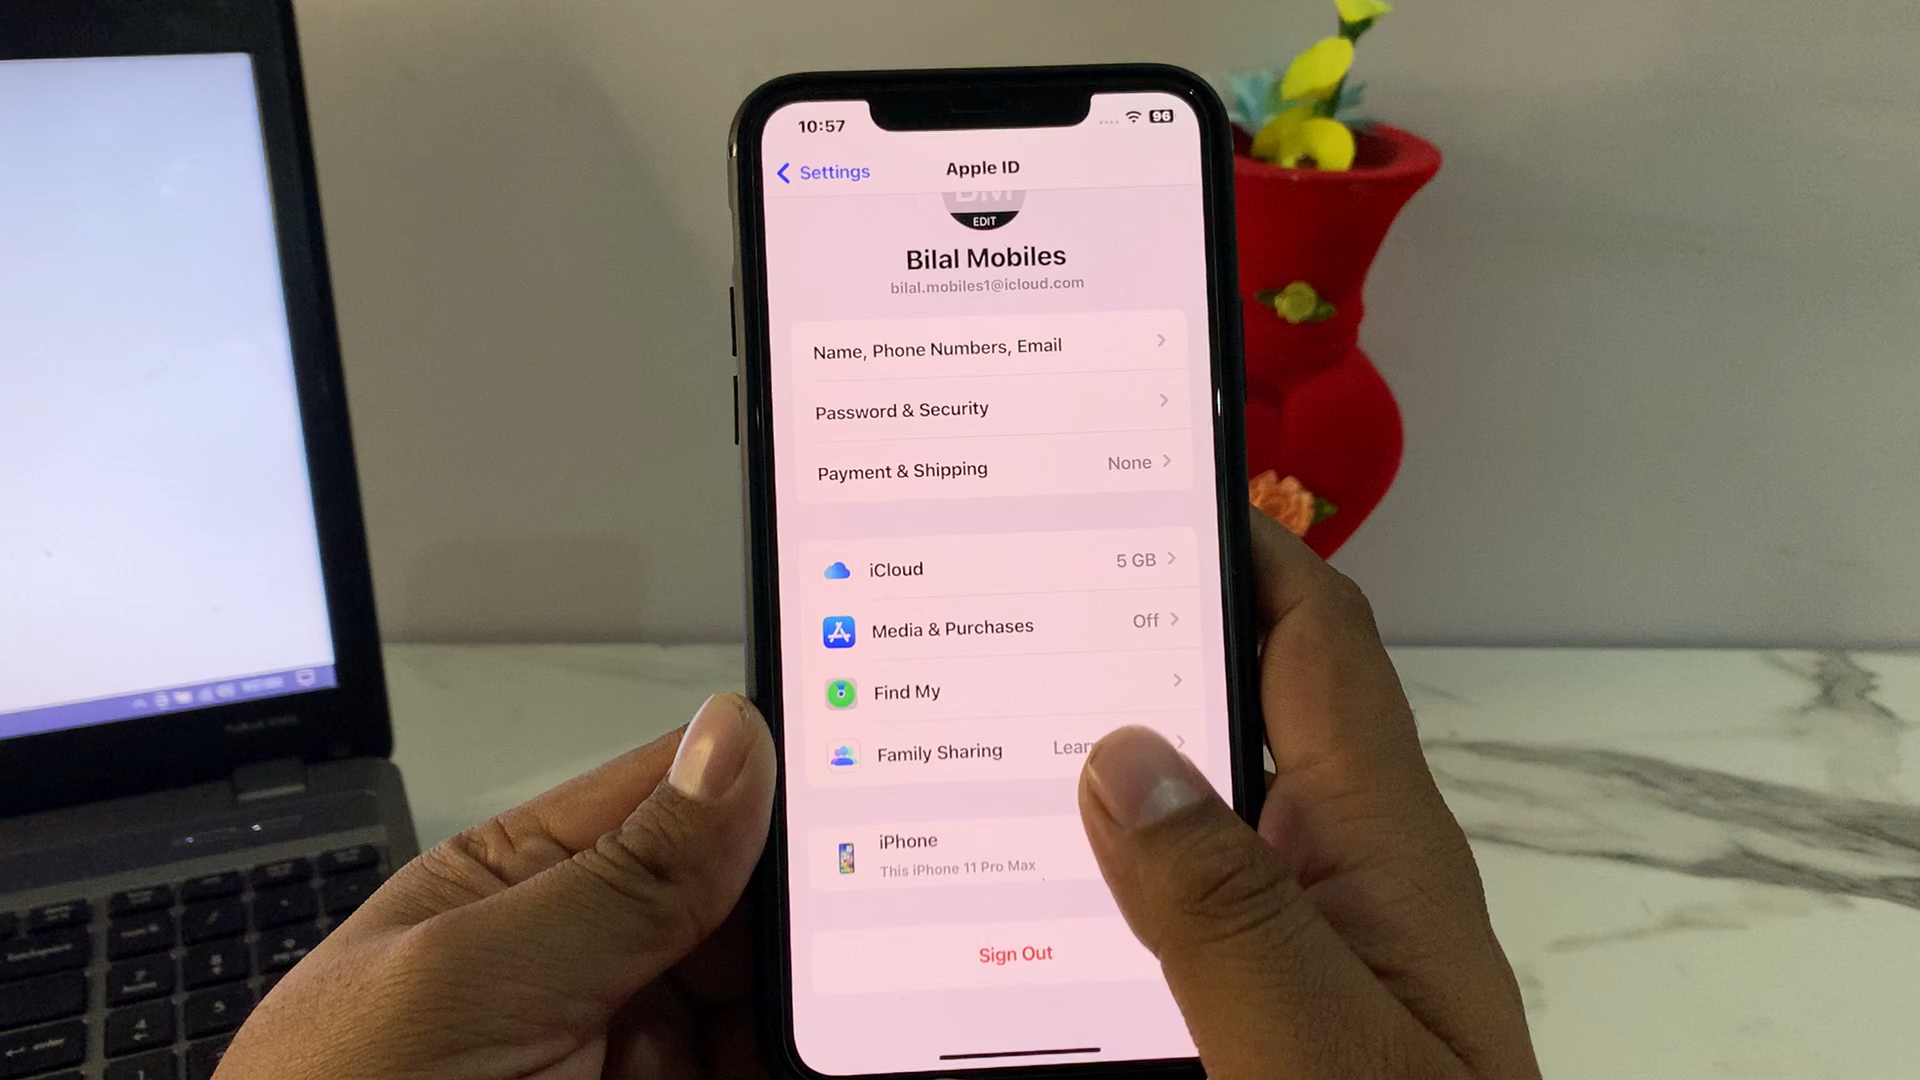 10:57
96
Settings
Apple ID
EDIT
Bilal Mobiles
bilal.mobiles1@icloud.com
Name, Phone Numbers, Email
Password & Security
Payment & Shipping None
iCloud 5 GB
Media & Purchases Off
Find My
Family Sharing Lear
iPhone
This iPhone 11 Pro Max
Sign Out